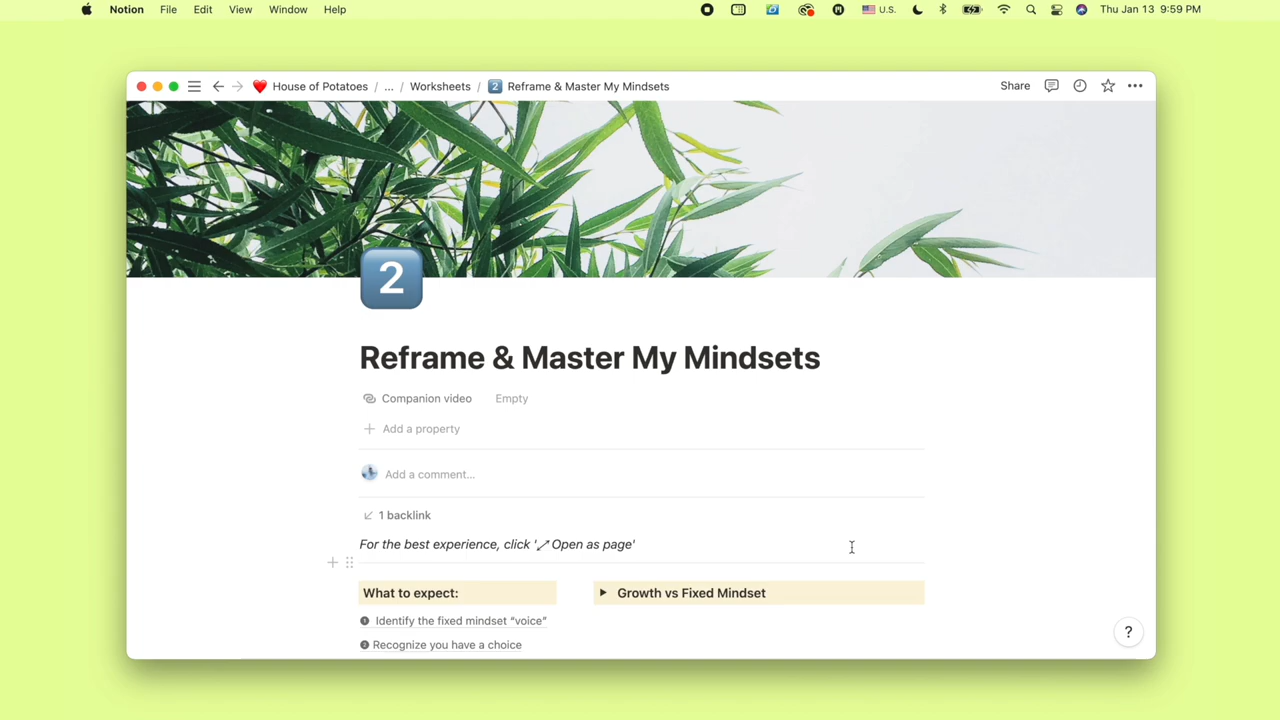 Notion File Edit View Window Help U.S. Thu Jan 13 9:59 PM
House of Potatoes / ... / Worksheets / 2 Reframe & Master My Mindsets Share
2
Reframe & Master My Mindsets
Companion video Empty
Add a property
Add a comment...
1 backlink
For the best experience, click '⤢ Open as page'
What to expect:
Growth vs Fixed Mindset
❶ Identify the fixed mindset “voice”
❷ Recognize you have a choice
?